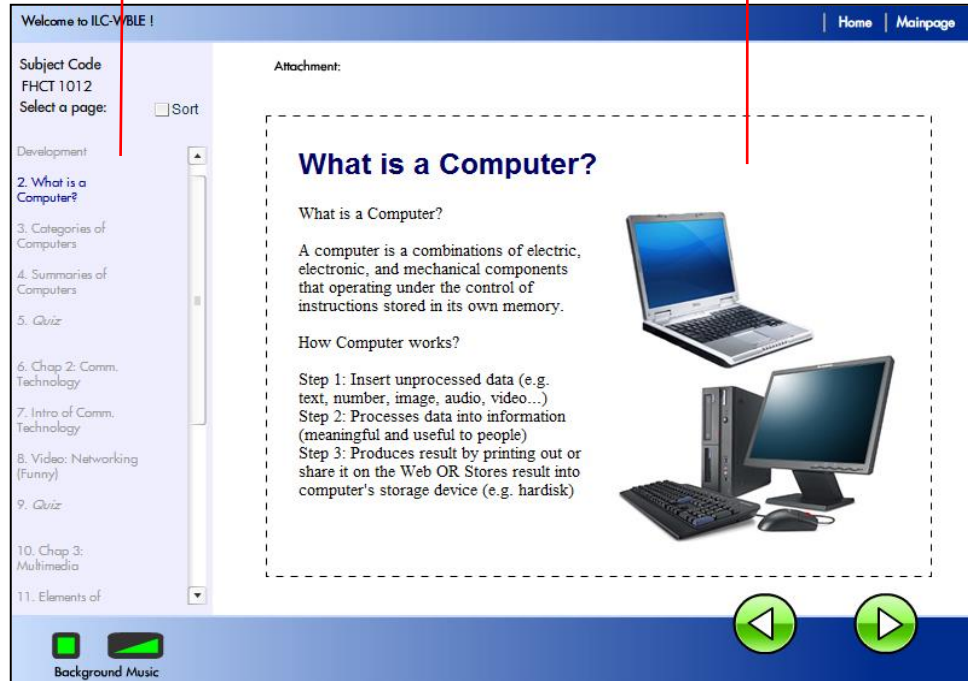 Welcome to ILC-WBLE !
Home
Mainpage
Subject Code
FHCT 1012
Select a page:
Sort
Development
2. What is a
Computer?
3. Categories of
Computers
4. Summaries of
Computers
5. Quiz
6. Chap 2: Comm.
Technology
7. Intro of Comm.
Technology
8. Video: Networking
(Funny)
9. Quiz
10. Chap 3:
Multimedia
11. Elements of
Attachment:
What is a Computer?
What is a Computer?
A computer is a combinations of electric,
electronic, and mechanical components
that operating under the control of
instructions stored in its own memory.
How Computer works?
Step 1: Insert unprocessed data (e.g.
text, number, image, audio, video...)
Step 2: Processes data into information
(meaningful and useful to people)
Step 3: Produces result by printing out or
share it on the Web OR Stores result into
computer's storage device (e.g. hardisk)
Background Music